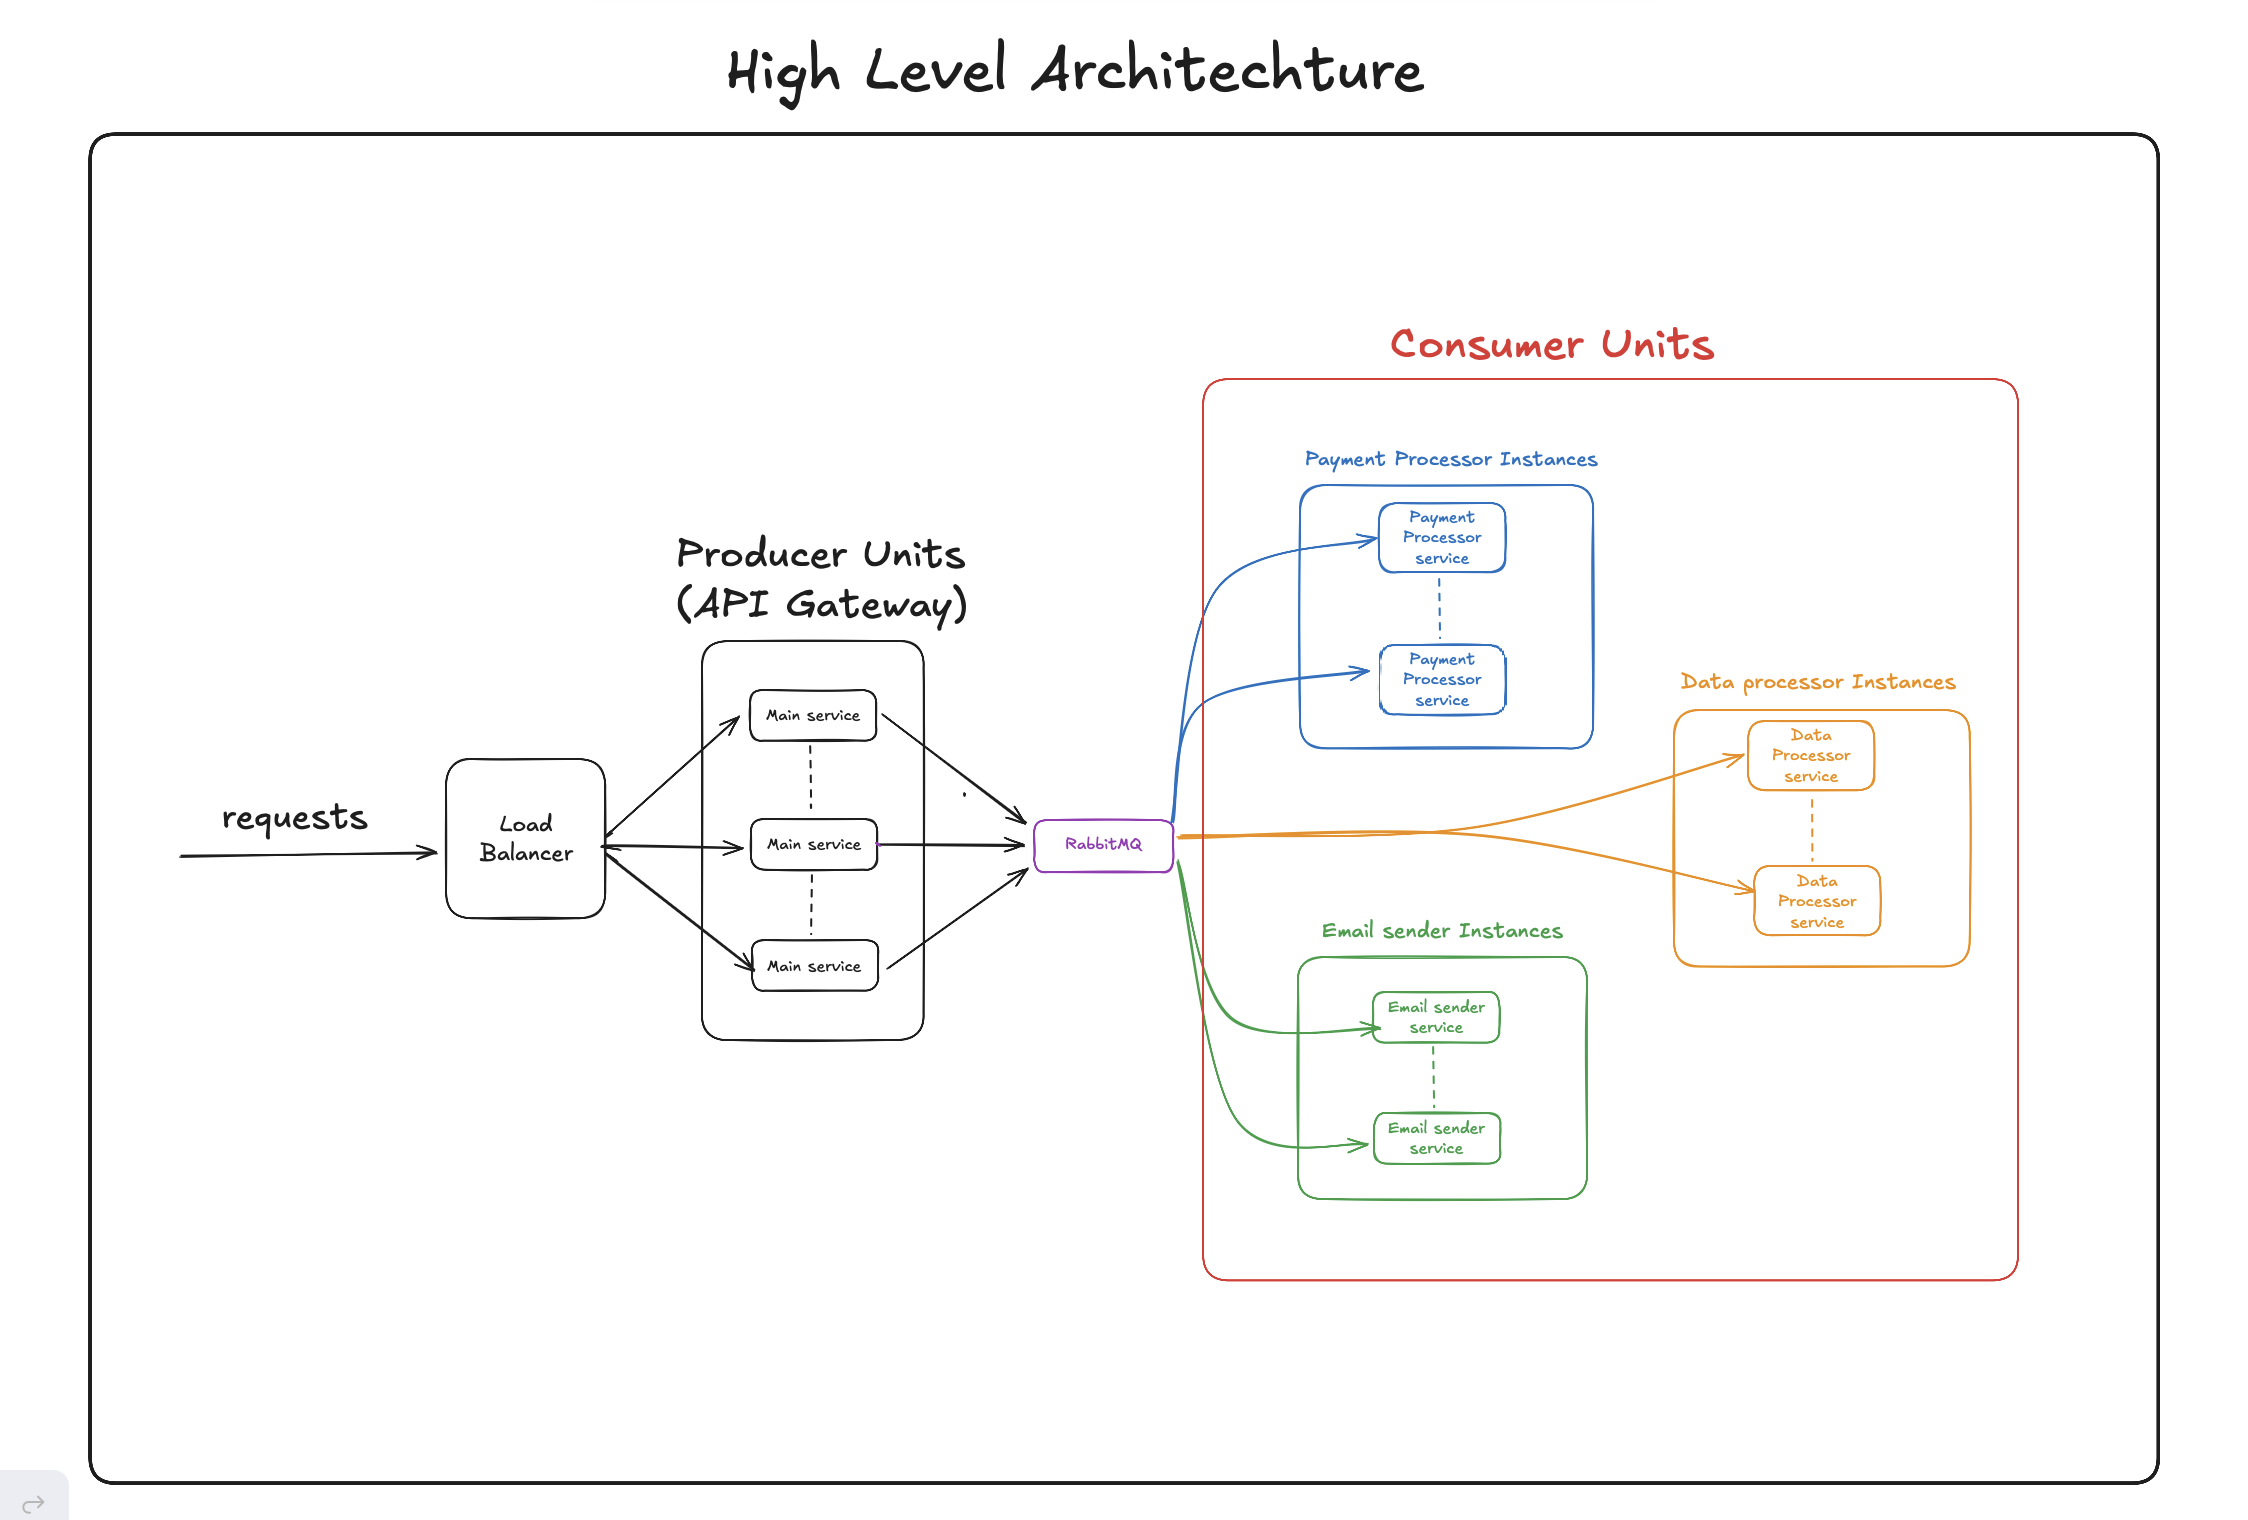 High Level Architechture
Consumer Units
Payment Processor Instances
Payment
Processor
service
Payment
Processor
service
Producer Units
(API Gateway)
Main service
Main service
Main service
requests
Load
Balancer
RabbitMQ
Data processor Instances
Data
Processor
service
Data
Processor
service
Email sender Instances
Email sender
service
Email sender
service